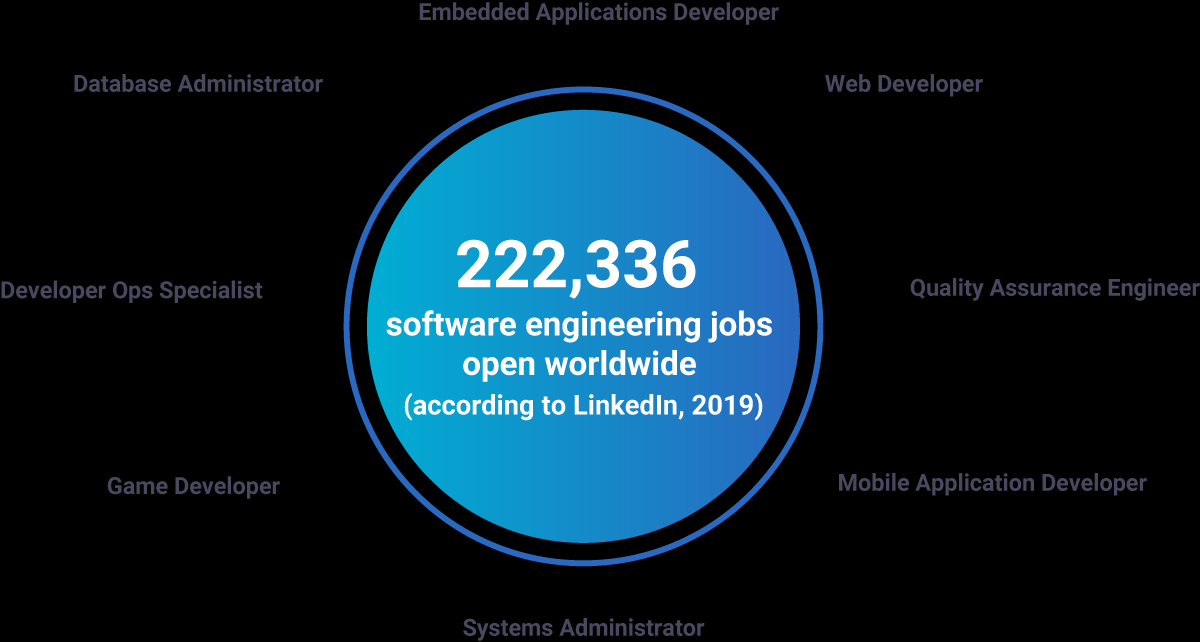 Embedded Applications Developer
Database Administrator
Web Developer
222,336
software engineering jobs
open worldwide
(according to LinkedIn, 2019)
Developer Ops Specialist
Quality Assurance Engineer
Game Developer
Mobile Application Developer
Systems Administrator